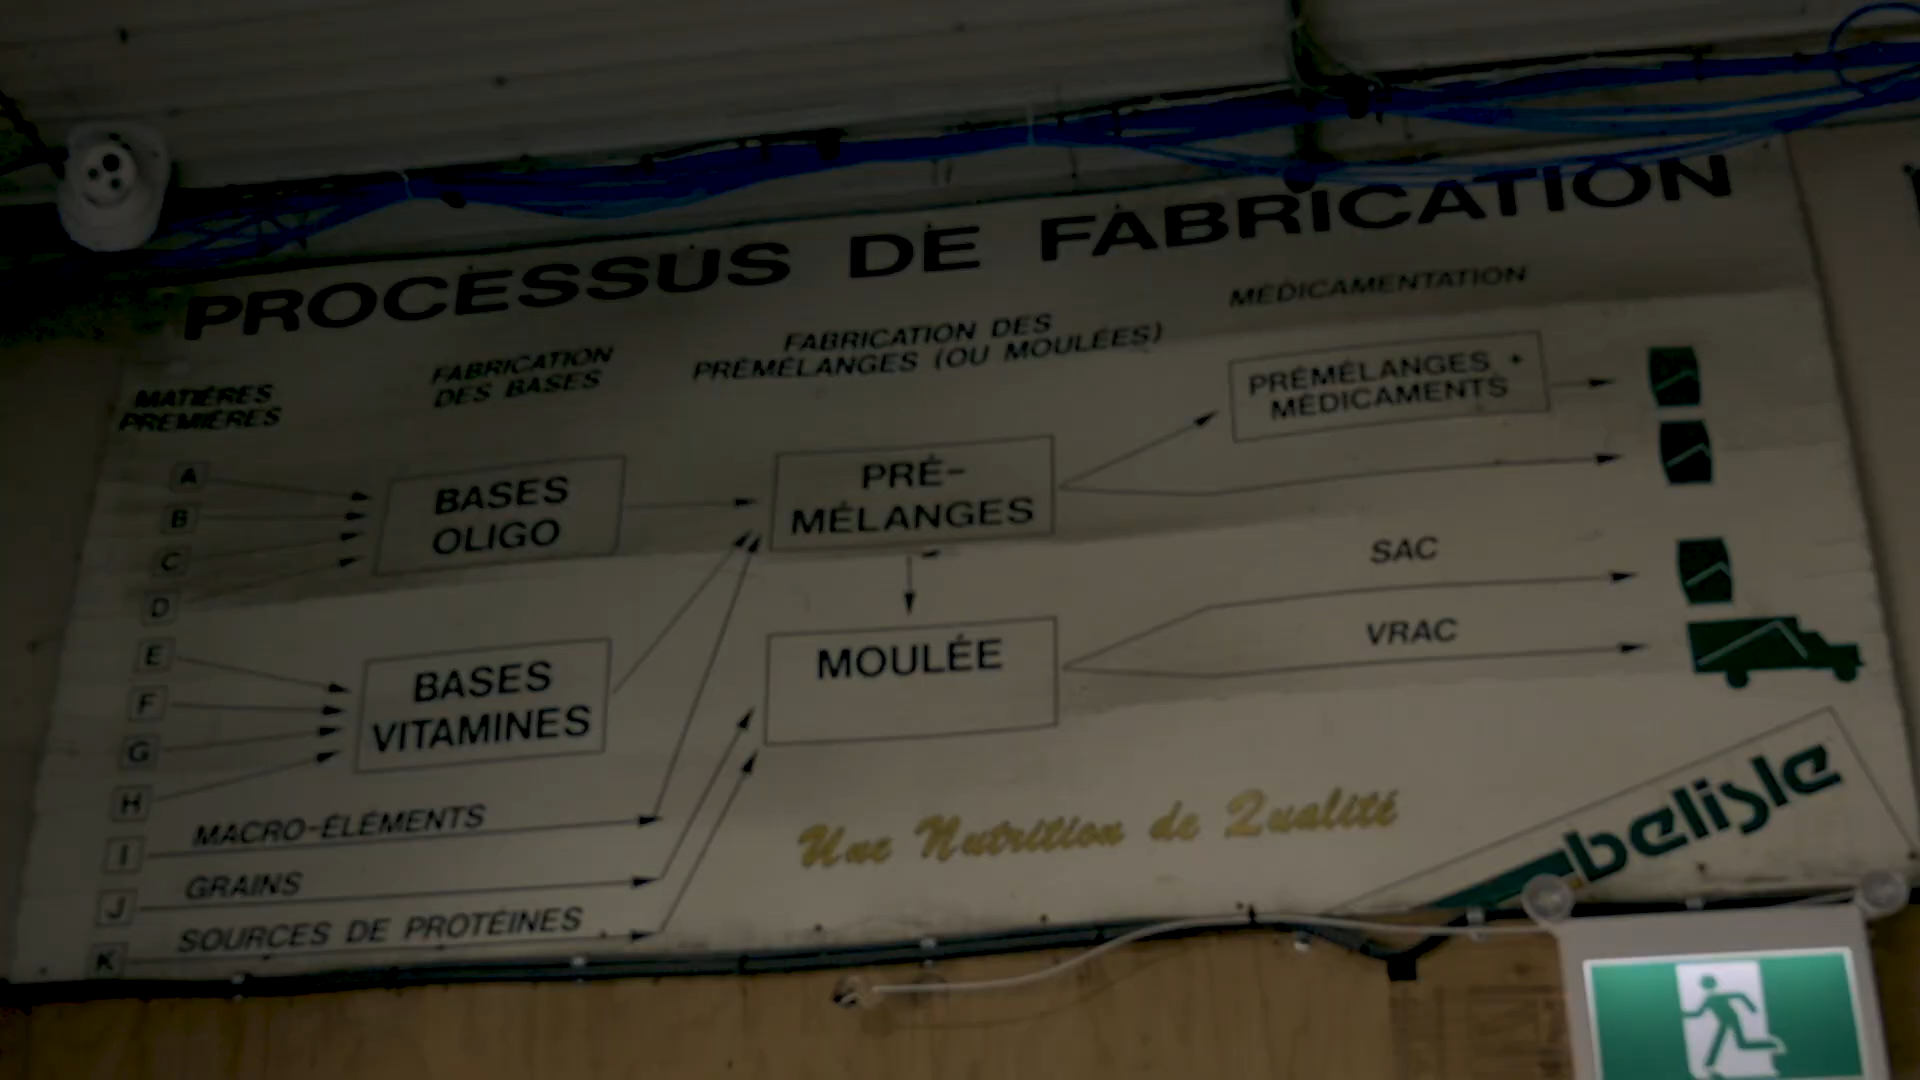 PROCESSUS DE FABRICATION
MATIÈRES
PREMIÈRES
FABRICATION
DES BASES
FABRICATION DES
PRÉMÉLANGES (OU MOULÉES)
MÉDICAMENTATION
A
B
C
D
E
F
G
H
I
J
K
BASES
OLIGO
BASES
VITAMINES
MACRO-ÉLÉMENTS
GRAINS
SOURCES DE PROTÉINES
PRÉ-
MÉLANGES
MOULÉE
PRÉMÉLANGES +
MÉDICAMENTS
SAC
VRAC
Une Nutrition de Qualité
belisle